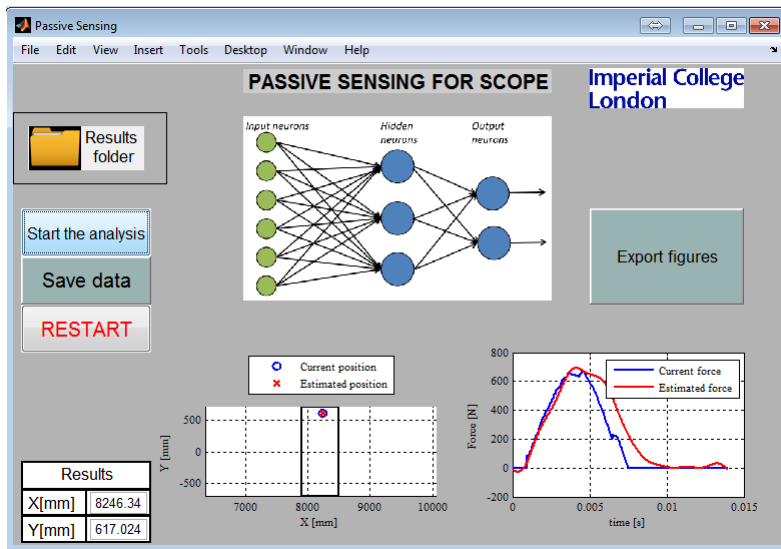 Passive Sensing
File Edit View Insert Tools Desktop Window Help
PASSIVE SENSING FOR SCOPE
Imperial College
London
Results
folder
Input neurons
Hidden
neurons
Output
neurons
Start the analysis
Save data
RESTART
Export figures
Current position
Estimated position
Y [mm]
500
0
-500
7000 8000 9000 10000
X [mm]
Current force
Estimated force
Force [N]
800
600
400
200
0
-200
0 0.005 0.01 0.015
time [s]
Results
X[mm] 8246.34
Y[mm] 617.024